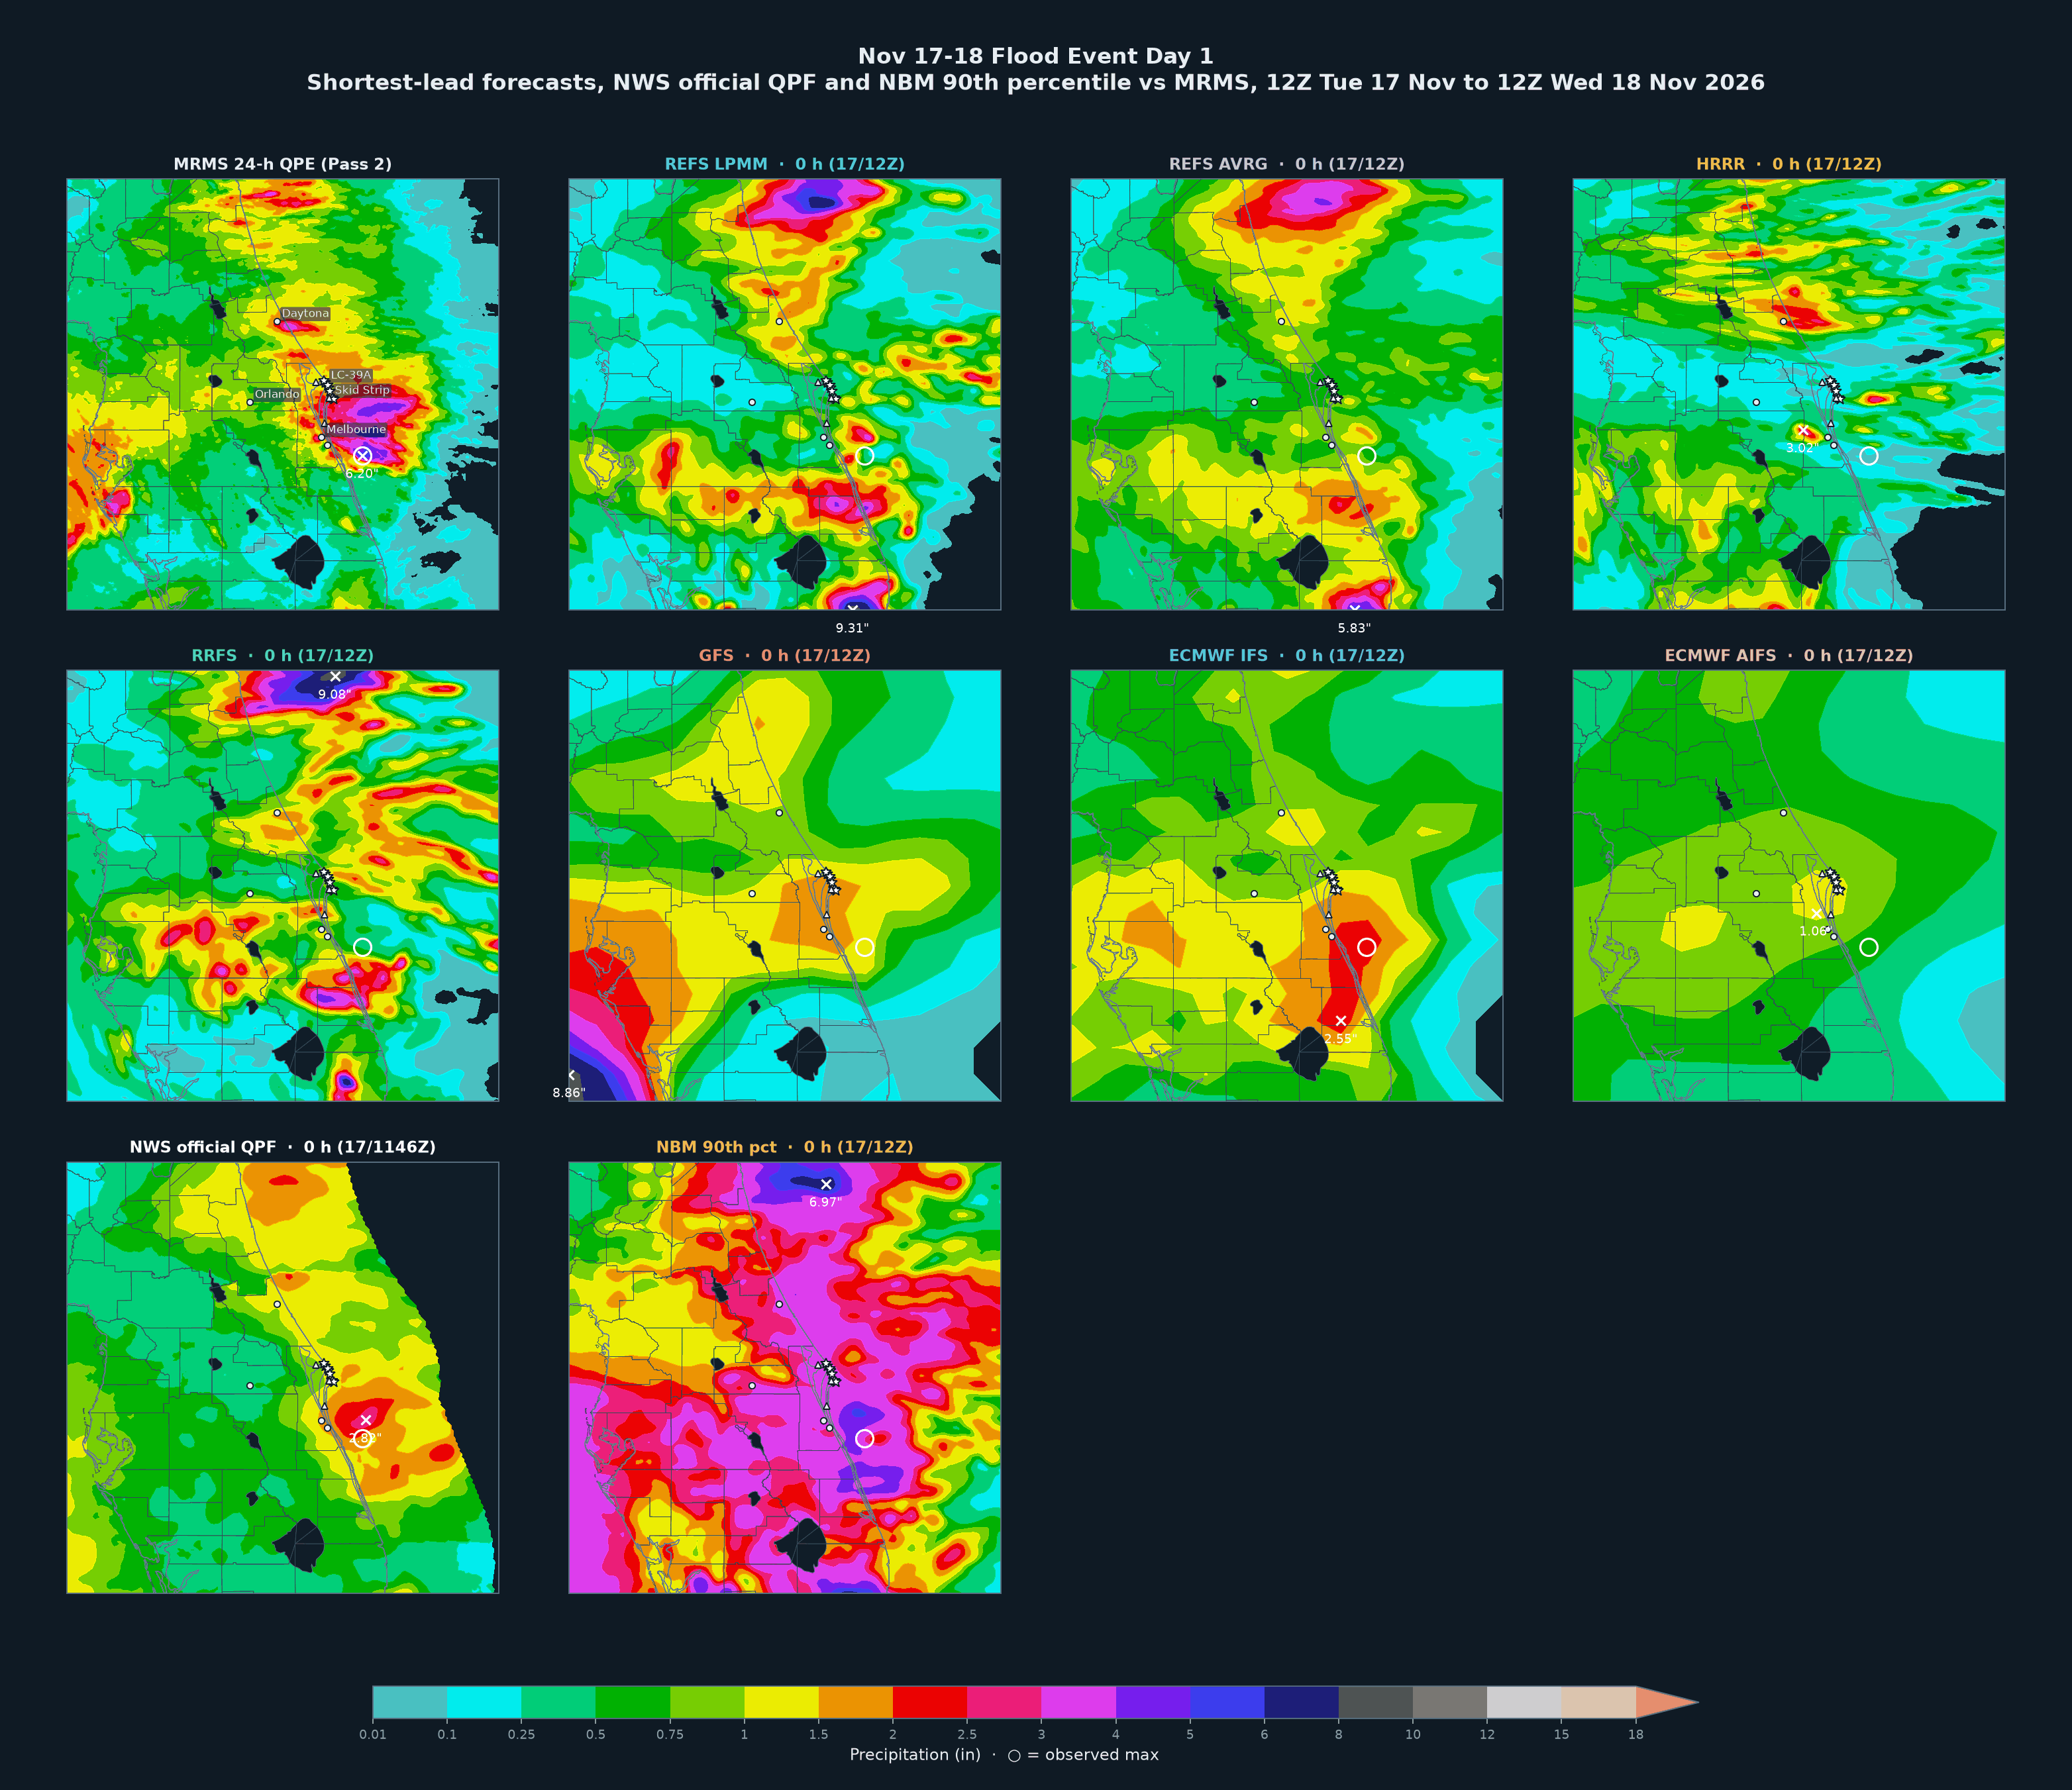 Nov 17-18 Flood Event Day 1
Shortest-lead forecasts, NWS official QPF and NBM 90th percentile vs MRMS, 12Z Tue 17 Nov to 12Z Wed 18 Nov 2026
MRMS 24-h QPE (Pass 2)
REFS LPMM · 0 h (17/12Z)
REFS AVRG · 0 h (17/12Z)
HRRR · 0 h (17/12Z)
Daytona
LC-39A
Skid Strip
Orlando
Melbourne
6.20"
9.31"
5.83"
3.02"
RRFS · 0 h (17/12Z)
GFS · 0 h (17/12Z)
ECMWF IFS · 0 h (17/12Z)
ECMWF AIFS · 0 h (17/12Z)
9.08"
8.86"
2.55"
1.06"
NWS official QPF · 0 h (17/1146Z)
NBM 90th pct · 0 h (17/12Z)
2.82"
6.97"
0.01 0.1 0.25 0.5 0.75 1 1.5 2 2.5 3 4 5 6 8 10 12 15 18
Precipitation (in) · ○ = observed max